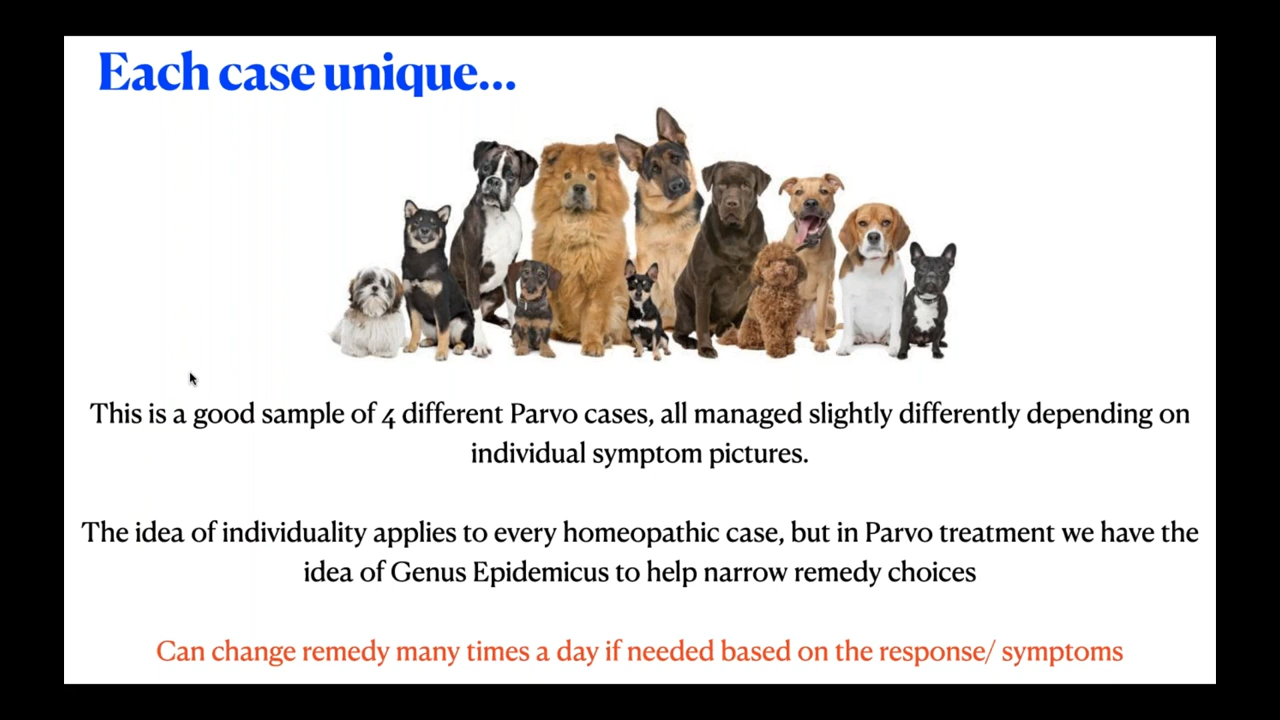 Each case unique...
This is a good sample of 4 different Parvo cases, all managed slightly differently depending on
individual symptom pictures.
The idea of individuality applies to every homeopathic case, but in Parvo treatment we have the
idea of Genus Epidemicus to help narrow remedy choices
Can change remedy many times a day if needed based on the response/ symptoms